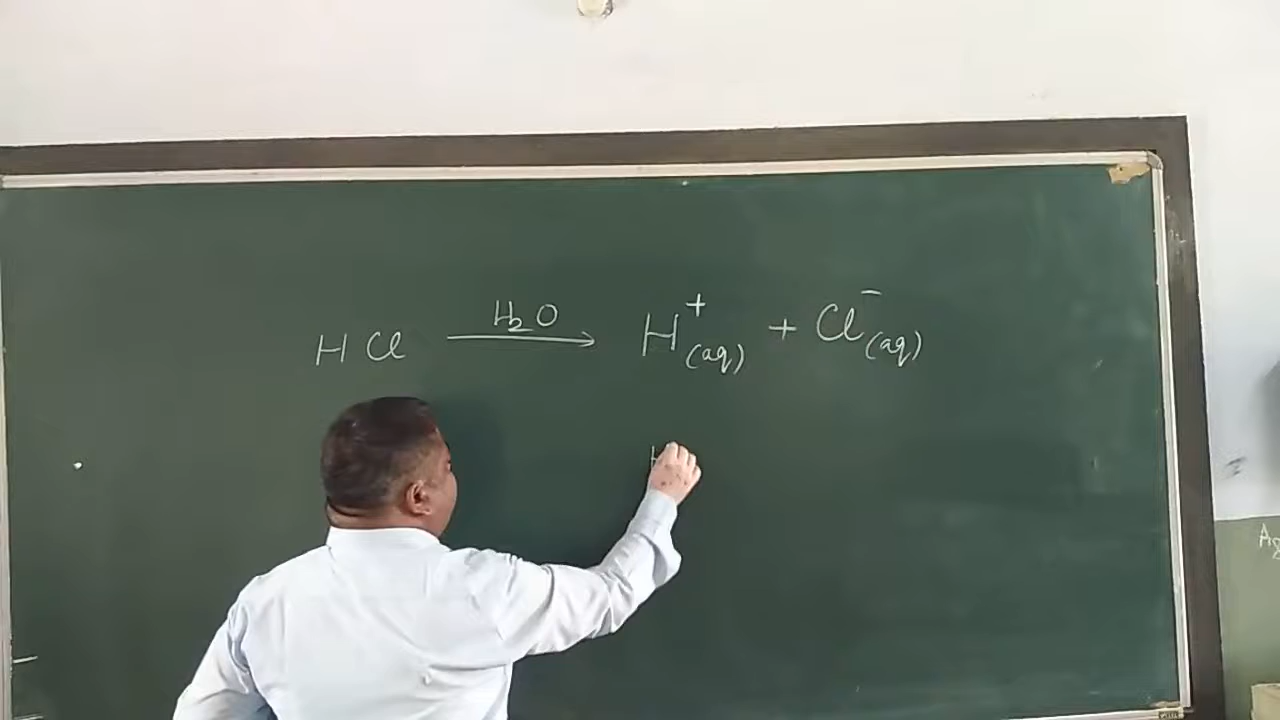 HCl —H₂O→ H⁺(aq) + Cl⁻(aq)
H